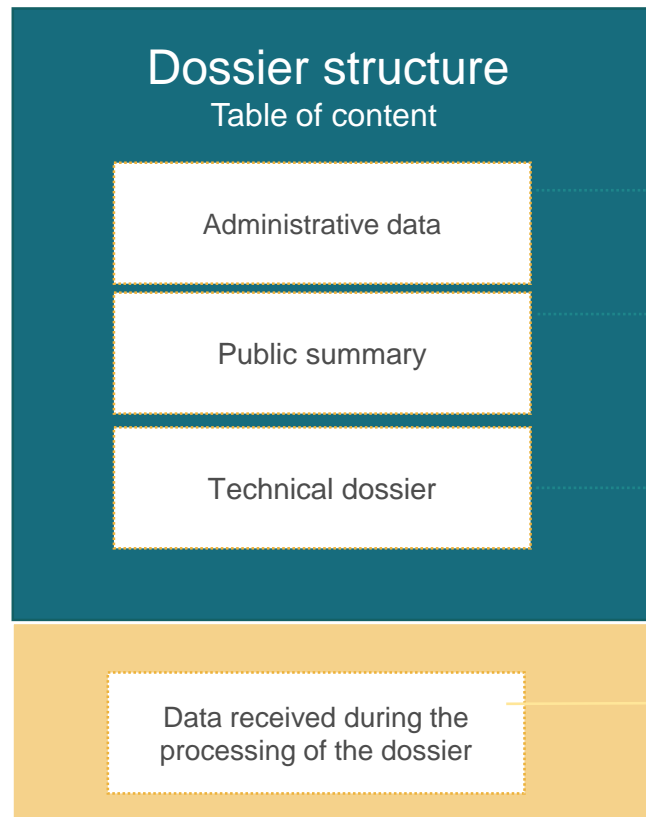 Dossier structure
Table of content
Administrative data
Public summary
Technical dossier
Data received during the
processing of the dossier